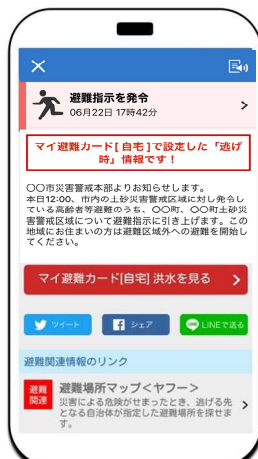 避難指示を発令
06月22日 17時42分
マイ避難カード[自宅]で設定した「逃げ
時」情報です！
〇〇市災害警戒本部よりお知らせします。
本日12:00、市内の土砂災害警戒区域に対し発令し
ている高齢者等避難のうち、〇〇町、〇〇土砂災
害警戒区域について避難指示に引き上げます。この
地域にお住まいの方は避難区域外への避難を開始し
てください。
マイ避難カード[自宅] 洪水を見る
ツイート
シェア
LINEで送る
避難関連情報のリンク
避難
関連
避難場所マップ<ヤフー>
災害による危険がせまったとき、逃げる先
となる自治体が指定した避難場所を探せま
す。